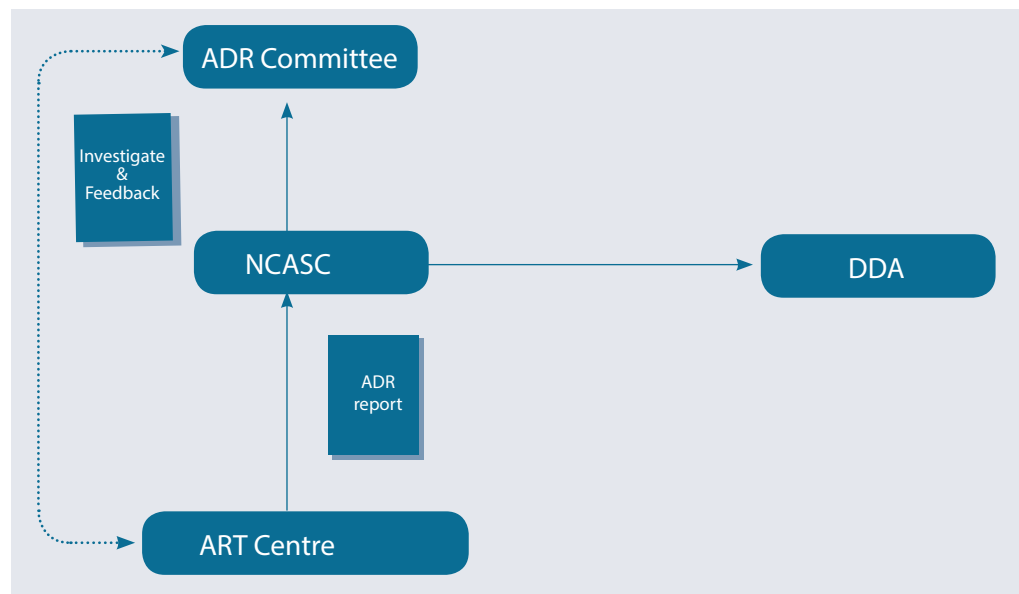 ADR Committee
Investigate
&
Feedback
NCASC
DDA
ADR
report
ART Centre